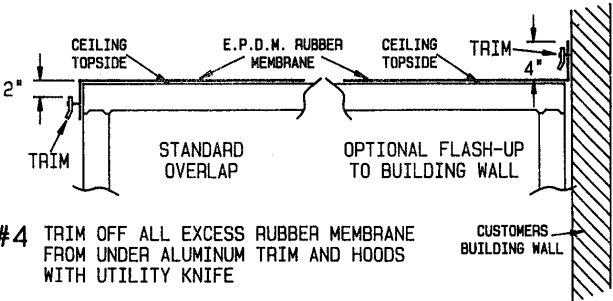 CEILING
TOPSIDE
E.P.D.M. RUBBER
MEMBRANE
CEILING
TOPSIDE
TRIM
2"
4"
TRIM
STANDARD
OVERLAP
OPTIONAL FLASH-UP
TO BUILDING WALL
#4 TRIM OFF ALL EXCESS RUBBER MEMBRANE
FROM UNDER ALUMINUM TRIM AND HOODS
WITH UTILITY KNIFE
CUSTOMERS
BUILDING WALL